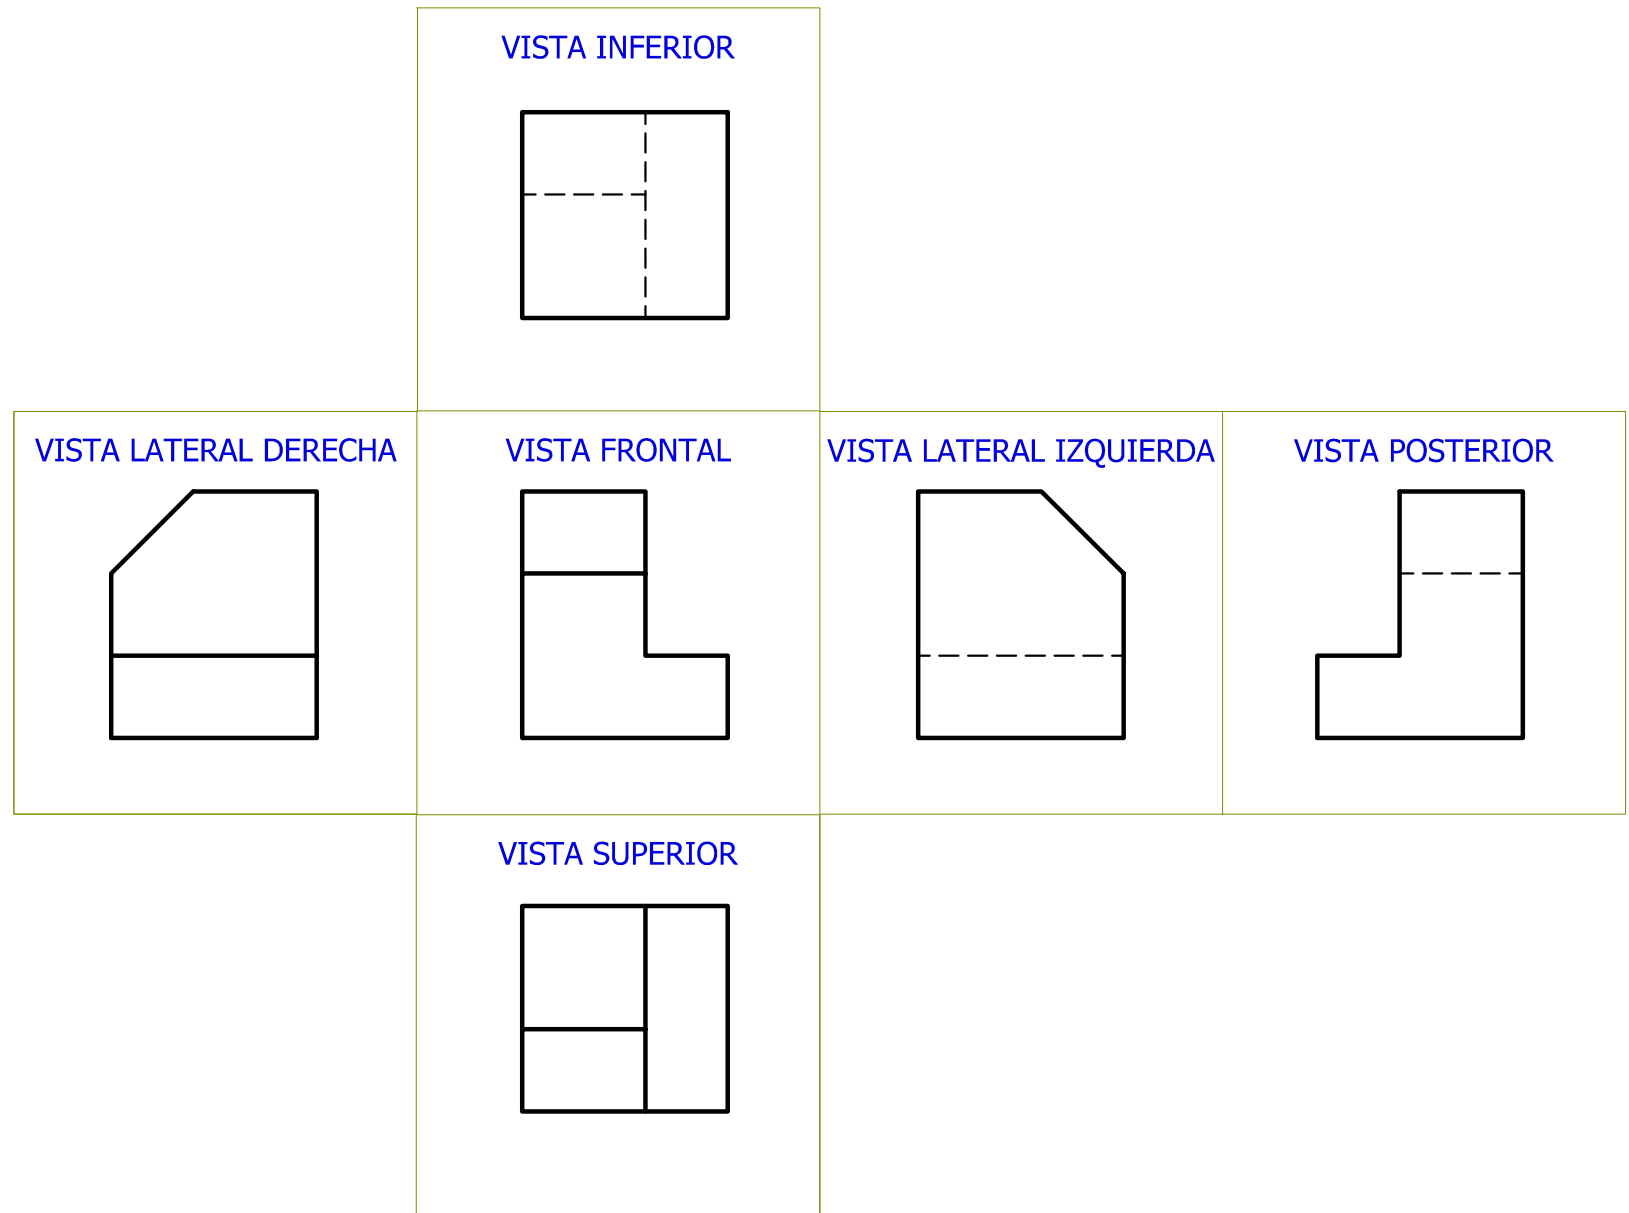 VISTA INFERIOR
VISTA LATERAL DERECHA
VISTA FRONTAL
VISTA LATERAL IZQUIERDA
VISTA POSTERIOR
VISTA SUPERIOR